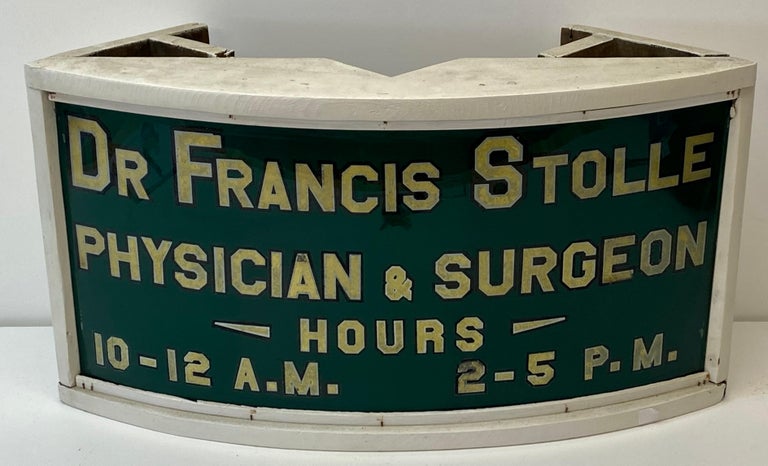 DR FRANCIS STOLLE
PHYSICIAN & SURGEON
HOURS
10-12 A.M. 2-5 P.M.